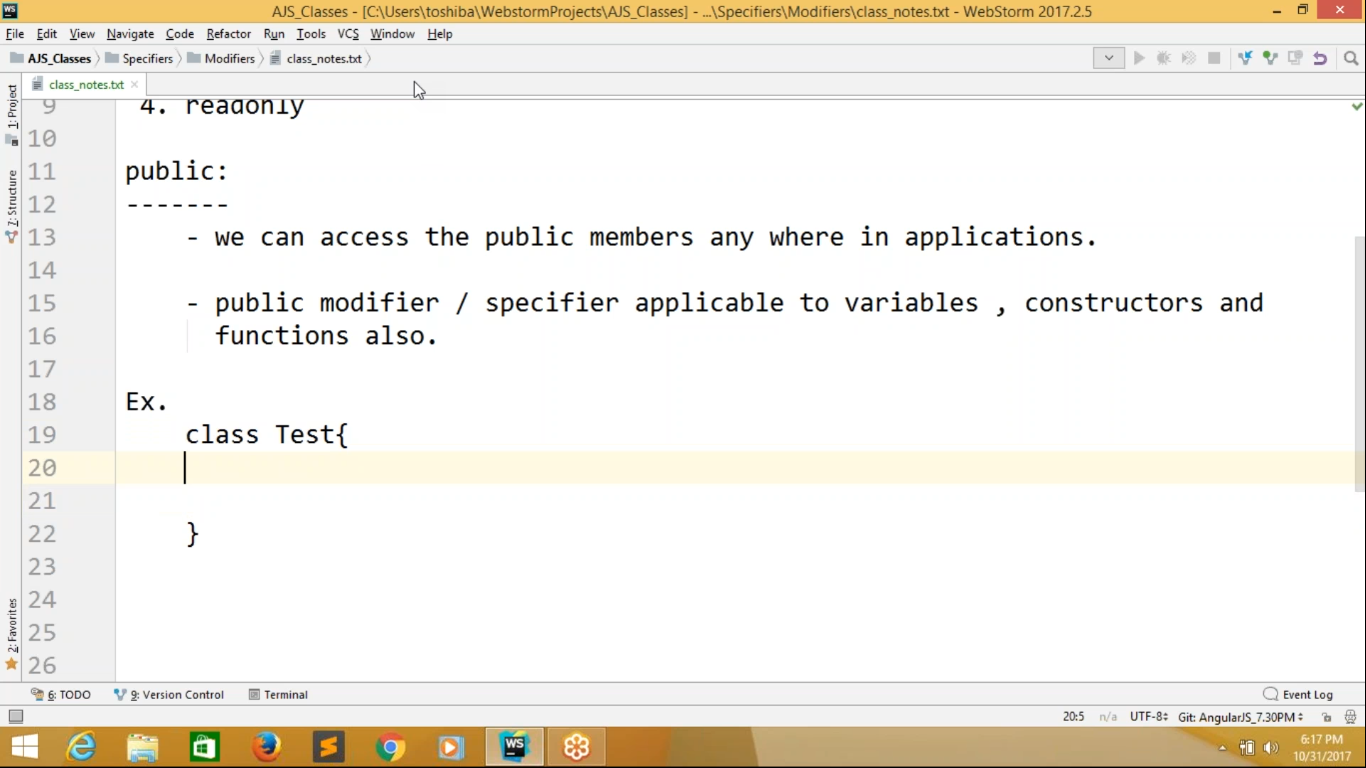 AJS_Classes - [C:\Users\toshiba\WebstormProjects\AJS_Classes] - ...\Specifiers\Modifiers\class_notes.txt - WebStorm 2017.2.5
File Edit View Navigate Code Refactor Run Tools VCS Window Help
AJS_Classes Specifiers Modifiers class_notes.txt
class_notes.txt
1: Project
7: Structure
2: Favorites
9 4. readonly
10
11 public:
12 -------
13 - we can access the public members any where in applications.
14
15 - public modifier / specifier applicable to variables , constructors and
16 functions also.
17
18 Ex.
19 class Test{
20
21
22 }
23
24
25
26
6: TODO 9: Version Control Terminal Event Log
20:5 n/a UTF-8 Git: AngularJS_7.30PM
WS
6:17 PM
10/31/2017